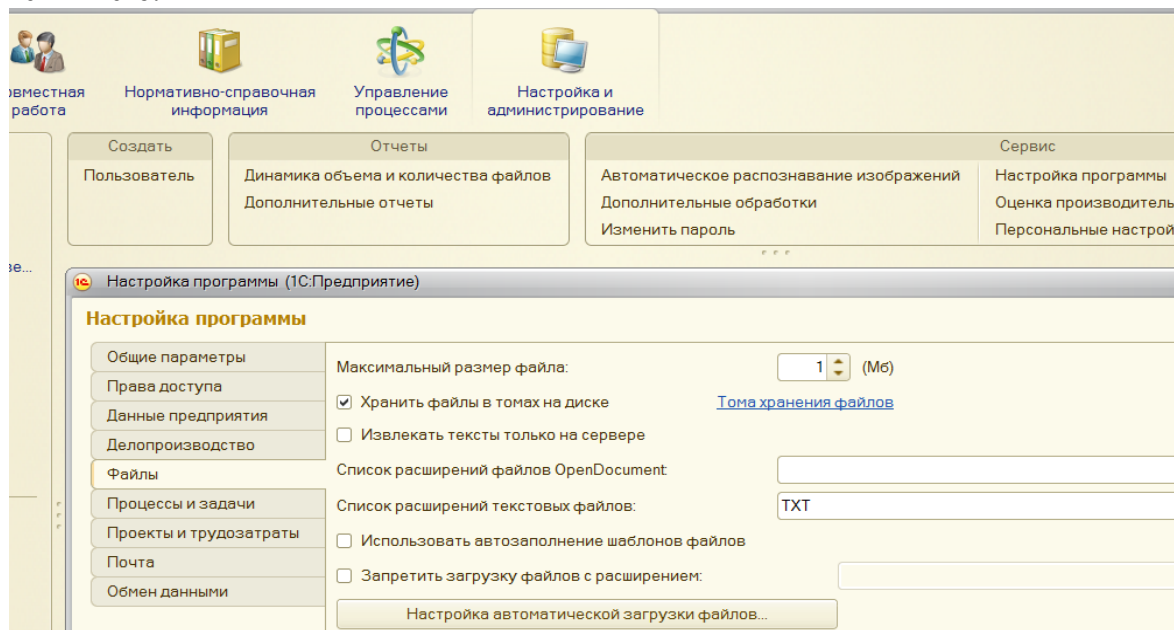 Нормативно-справочная
информация
Управление
процессами
Настройка и
администрирование
работа
Создать
Пользователь
Отчеты
Динамика объема и количества файлов
Дополнительные отчеты
Сервис
Автоматическое распознавание изображений
Дополнительные обработки
Изменить пароль
Настройка программы
Оценка производитель
Персональные настрой
Настройка программы (1С:Предприятие)
Настройка программы
Общие параметры
Права доступа
Данные предприятия
Делопроизводство
Файлы
Процессы и задачи
Проекты и трудозатраты
Почта
Обмен данными
Максимальный размер файла: 1 (Мб)
Хранить файлы в томах на диске Тома хранения файлов
Извлекать тексты только на сервере
Список расширений файлов OpenDocument:
Список расширений текстовых файлов: TXT
Использовать автозаполнение шаблонов файлов
Запретить загрузку файлов с расширением:
Настройка автоматической загрузки файлов...